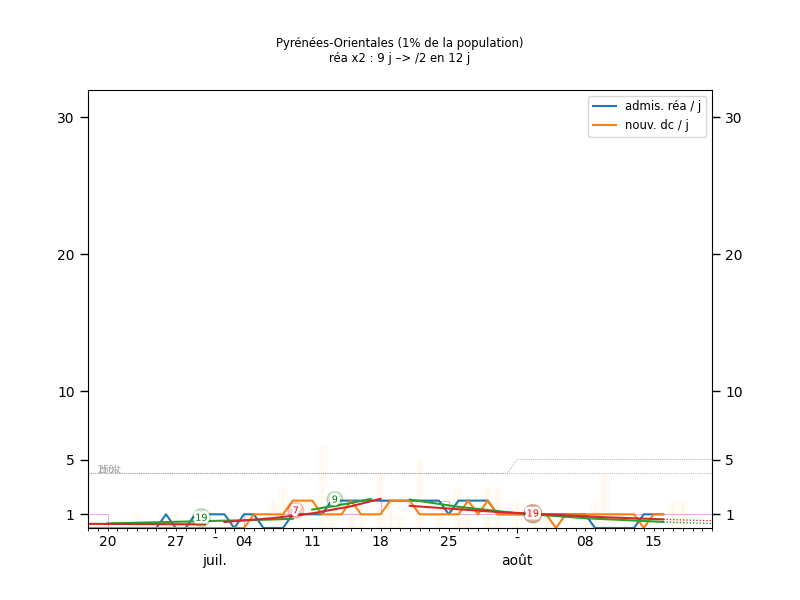 Pyrénées-Orientales (1% de la population)
réa x2 : 9 j –> /2 en 12 j
admis. réa / j
nouv. dc / j
30 30
20 20
10 10
5 5
1 1
19 7 9 19
20 27 - 04 11 18 25 - 08 15
juil. août